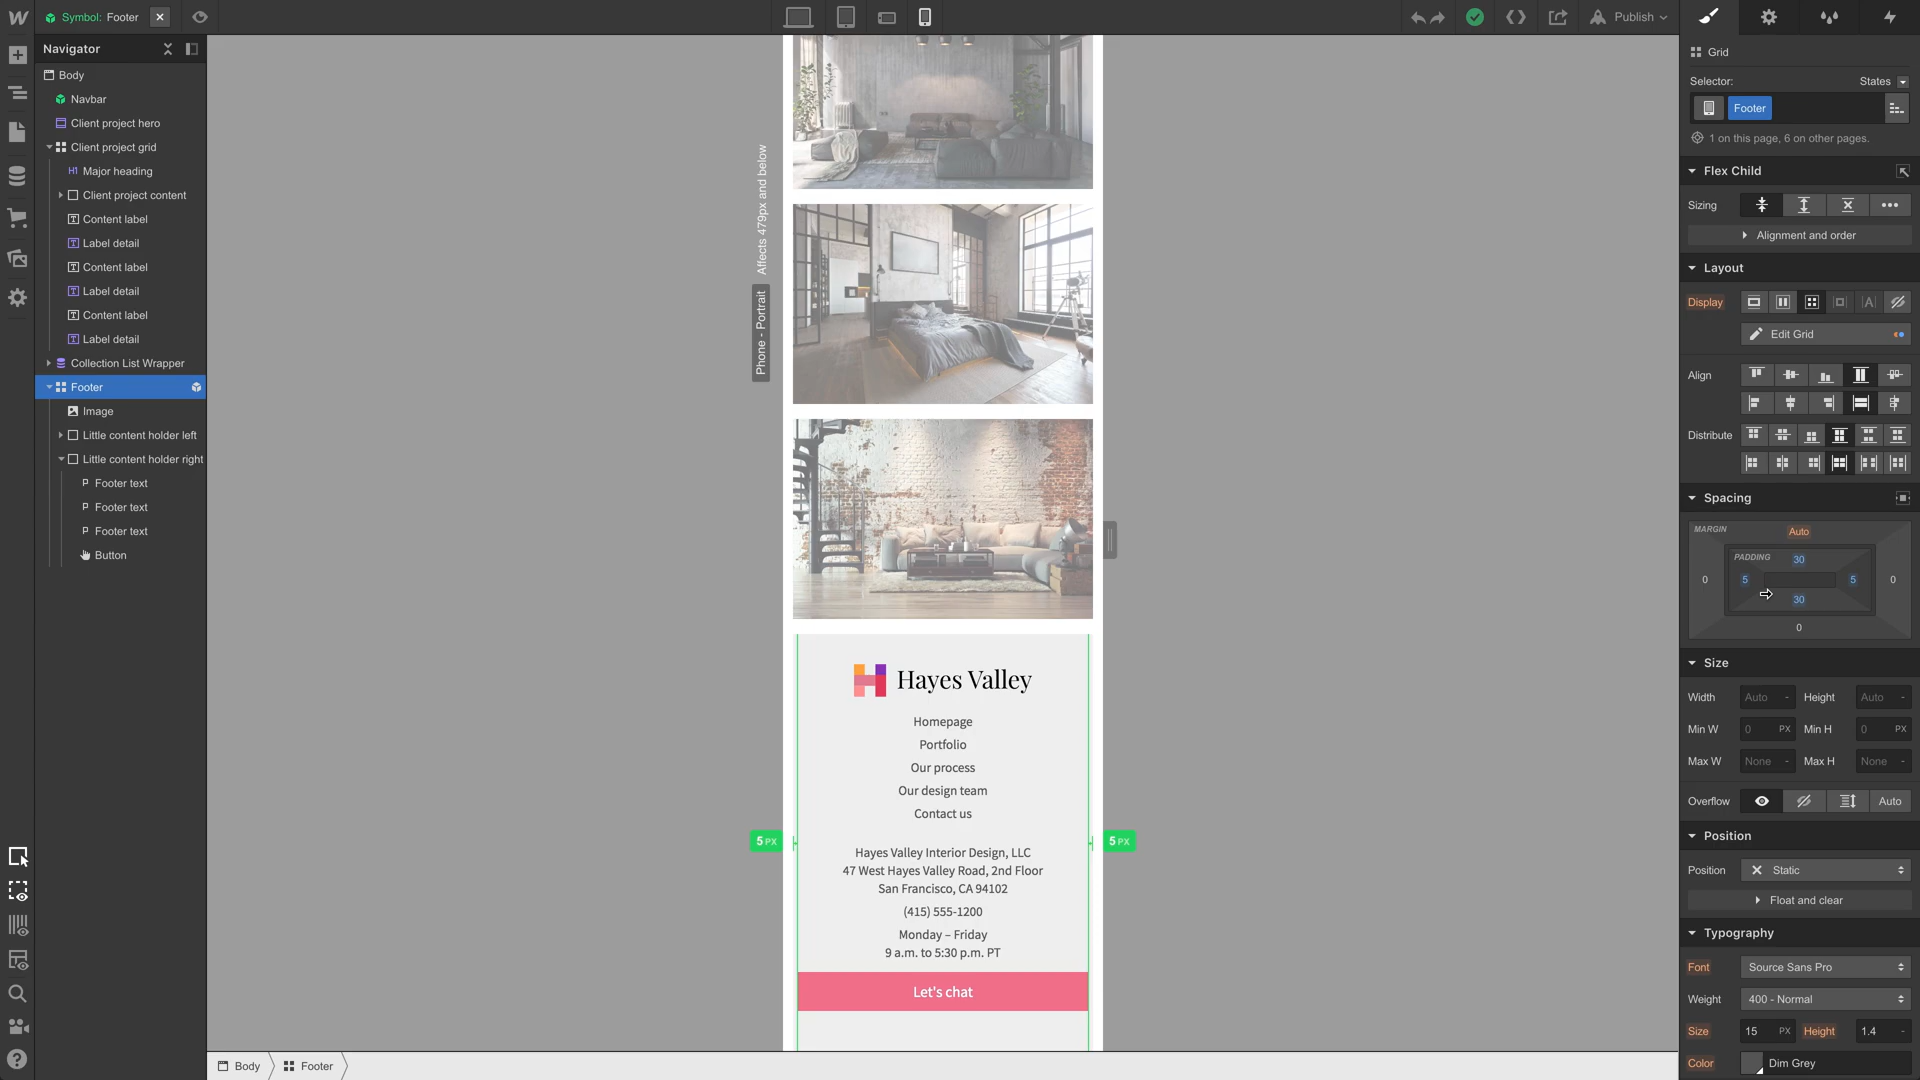 Symbol: Footer
Publish
Navigator
Body
Navbar
Client project hero
Client project grid
H1 Major heading
Client project content
Content label
Label detail
Content label
Label detail
Content label
Label detail
Collection List Wrapper
Footer
Image
Little content holder left
Little content holder right
Footer text
Footer text
Footer text
Button
Affects 479px and below
Phone - Portrait
Hayes Valley
Homepage
Portfolio
Our process
Our design team
Contact us
5 PX
5 PX
Hayes Valley Interior Design, LLC
47 West Hayes Valley Road, 2nd Floor
San Francisco, CA 94102
(415) 555-1200
Monday – Friday
9 a.m. to 5:30 p.m. PT
Let's chat
Body
Footer
Grid
Selector:
States
Footer
1 on this page, 6 on other pages.
Flex Child
Sizing
Alignment and order
Layout
Display
Edit Grid
Align
Distribute
Spacing
MARGIN
Auto
PADDING
30
0 5 5 0
30
0
Size
Width Auto - Height Auto -
Min W 0 PX Min H 0 PX
Max W None - Max H None -
Overflow Auto
Position
Position Static
Float and clear
Typography
Font Source Sans Pro
Weight 400 - Normal
Size 15 PX Height 1.4 -
Color Dim Grey